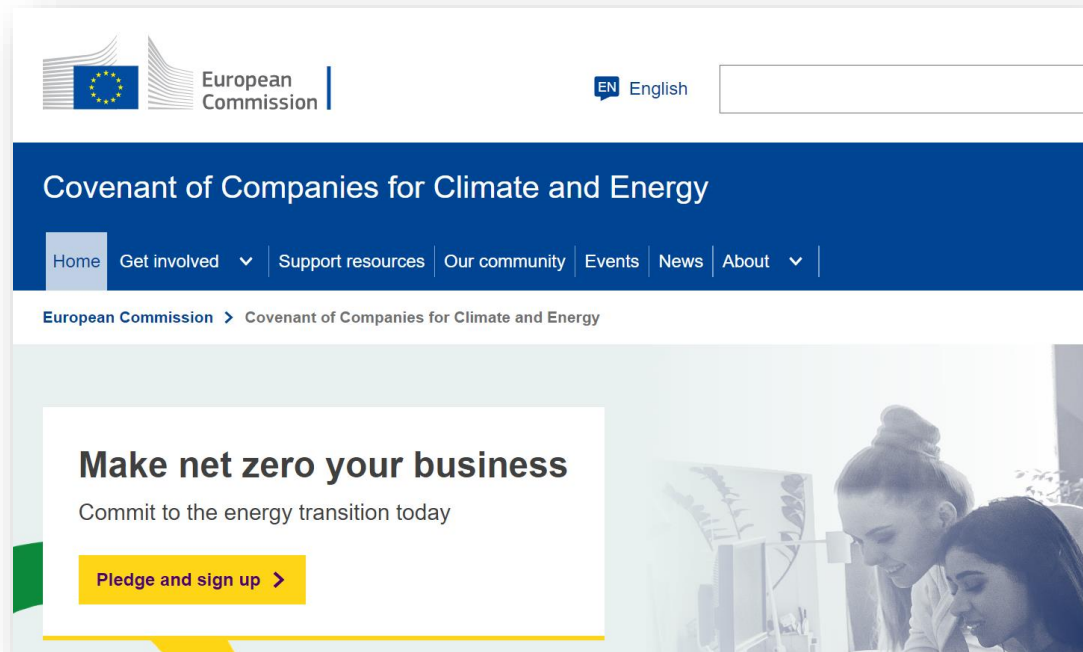 European
Commission
EN English
Covenant of Companies for Climate and Energy
Home Get involved Support resources Our community Events News About
European Commission > Covenant of Companies for Climate and Energy
Make net zero your business
Commit to the energy transition today
Pledge and sign up >